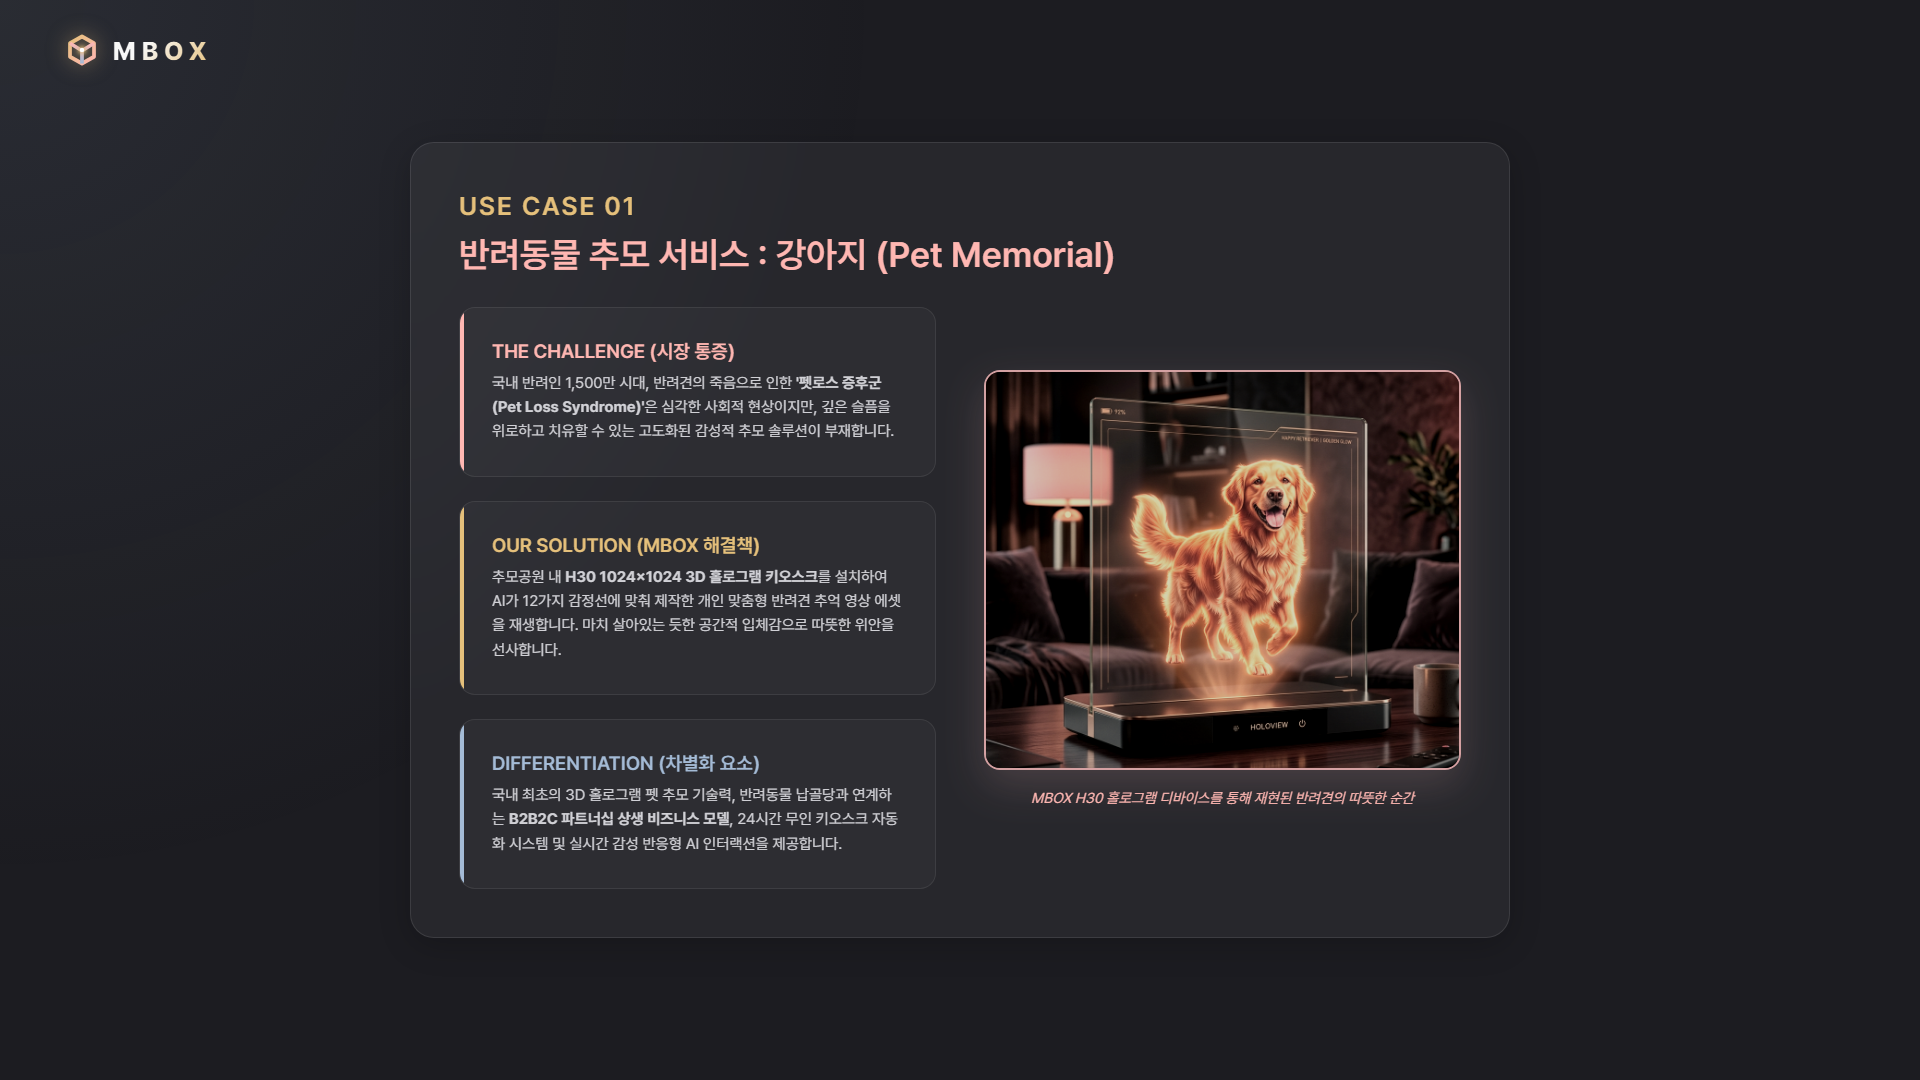 MBOX
USE CASE 01
반려동물 추모 서비스 : 강아지 (Pet Memorial)
THE CHALLENGE (시장 통증)
국내 반려인 1,500만 시대, 반려견의 죽음으로 인한 '펫로스 증후군
(Pet Loss Syndrome)'은 심각한 사회적 현상이지만, 깊은 슬픔을
위로하고 치유할 수 있는 고도화된 감성적 추모 솔루션이 부재합니다.
OUR SOLUTION (MBOX 해결책)
추모공원 내 H30 1024×1024 3D 홀로그램 키오스크를 설치하여
AI가 12가지 감정선에 맞춰 제작한 개인 맞춤형 반려견 추억 영상 에셋
을 재생합니다. 마치 살아있는 듯한 공간적 입체감으로 따뜻한 위안을
선사합니다.
DIFFERENTIATION (차별화 요소)
국내 최초의 3D 홀로그램 펫 추모 기술력, 반려동물 납골당과 연계하
는 B2B2C 파트너십 상생 비즈니스 모델, 24시간 무인 키오스크 자동
화 시스템 및 실시간 감성 반응형 AI 인터랙션을 제공합니다.
HAPPY RETRIEVER / GOLDEN GLOW
HOLOVIEW
MBOX H30 홀로그램 디바이스를 통해 재현된 반려견의 따뜻한 순간